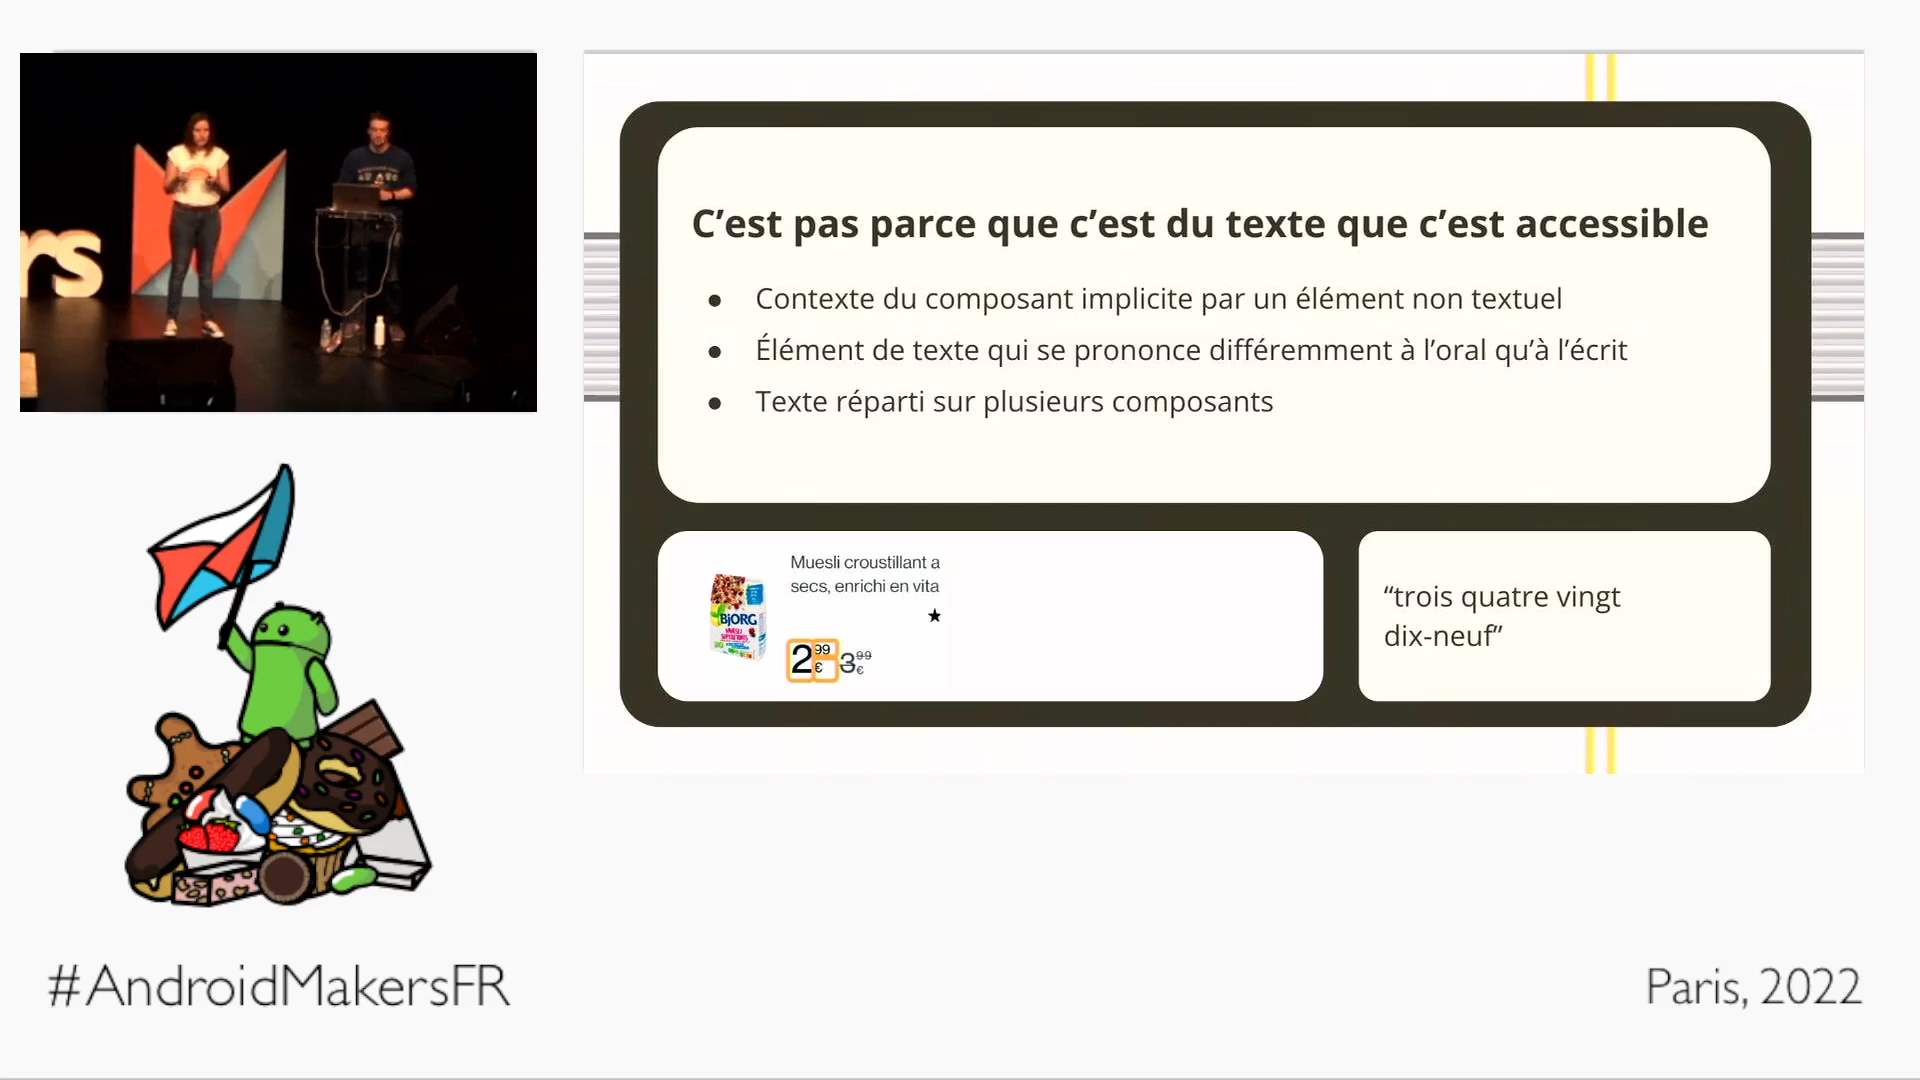 rs
C’est pas parce que c’est du texte que c’est accessible
● Contexte du composant implicite par un élément non textuel
● Élément de texte qui se prononce différemment à l’oral qu’à l’écrit
● Texte réparti sur plusieurs composants
Muesli croustillant a
secs, enrichi en vita
★
BJORG
2 99 € 3 99 €
“trois quatre vingt
dix-neuf”
#AndroidMakersFR
Paris, 2022